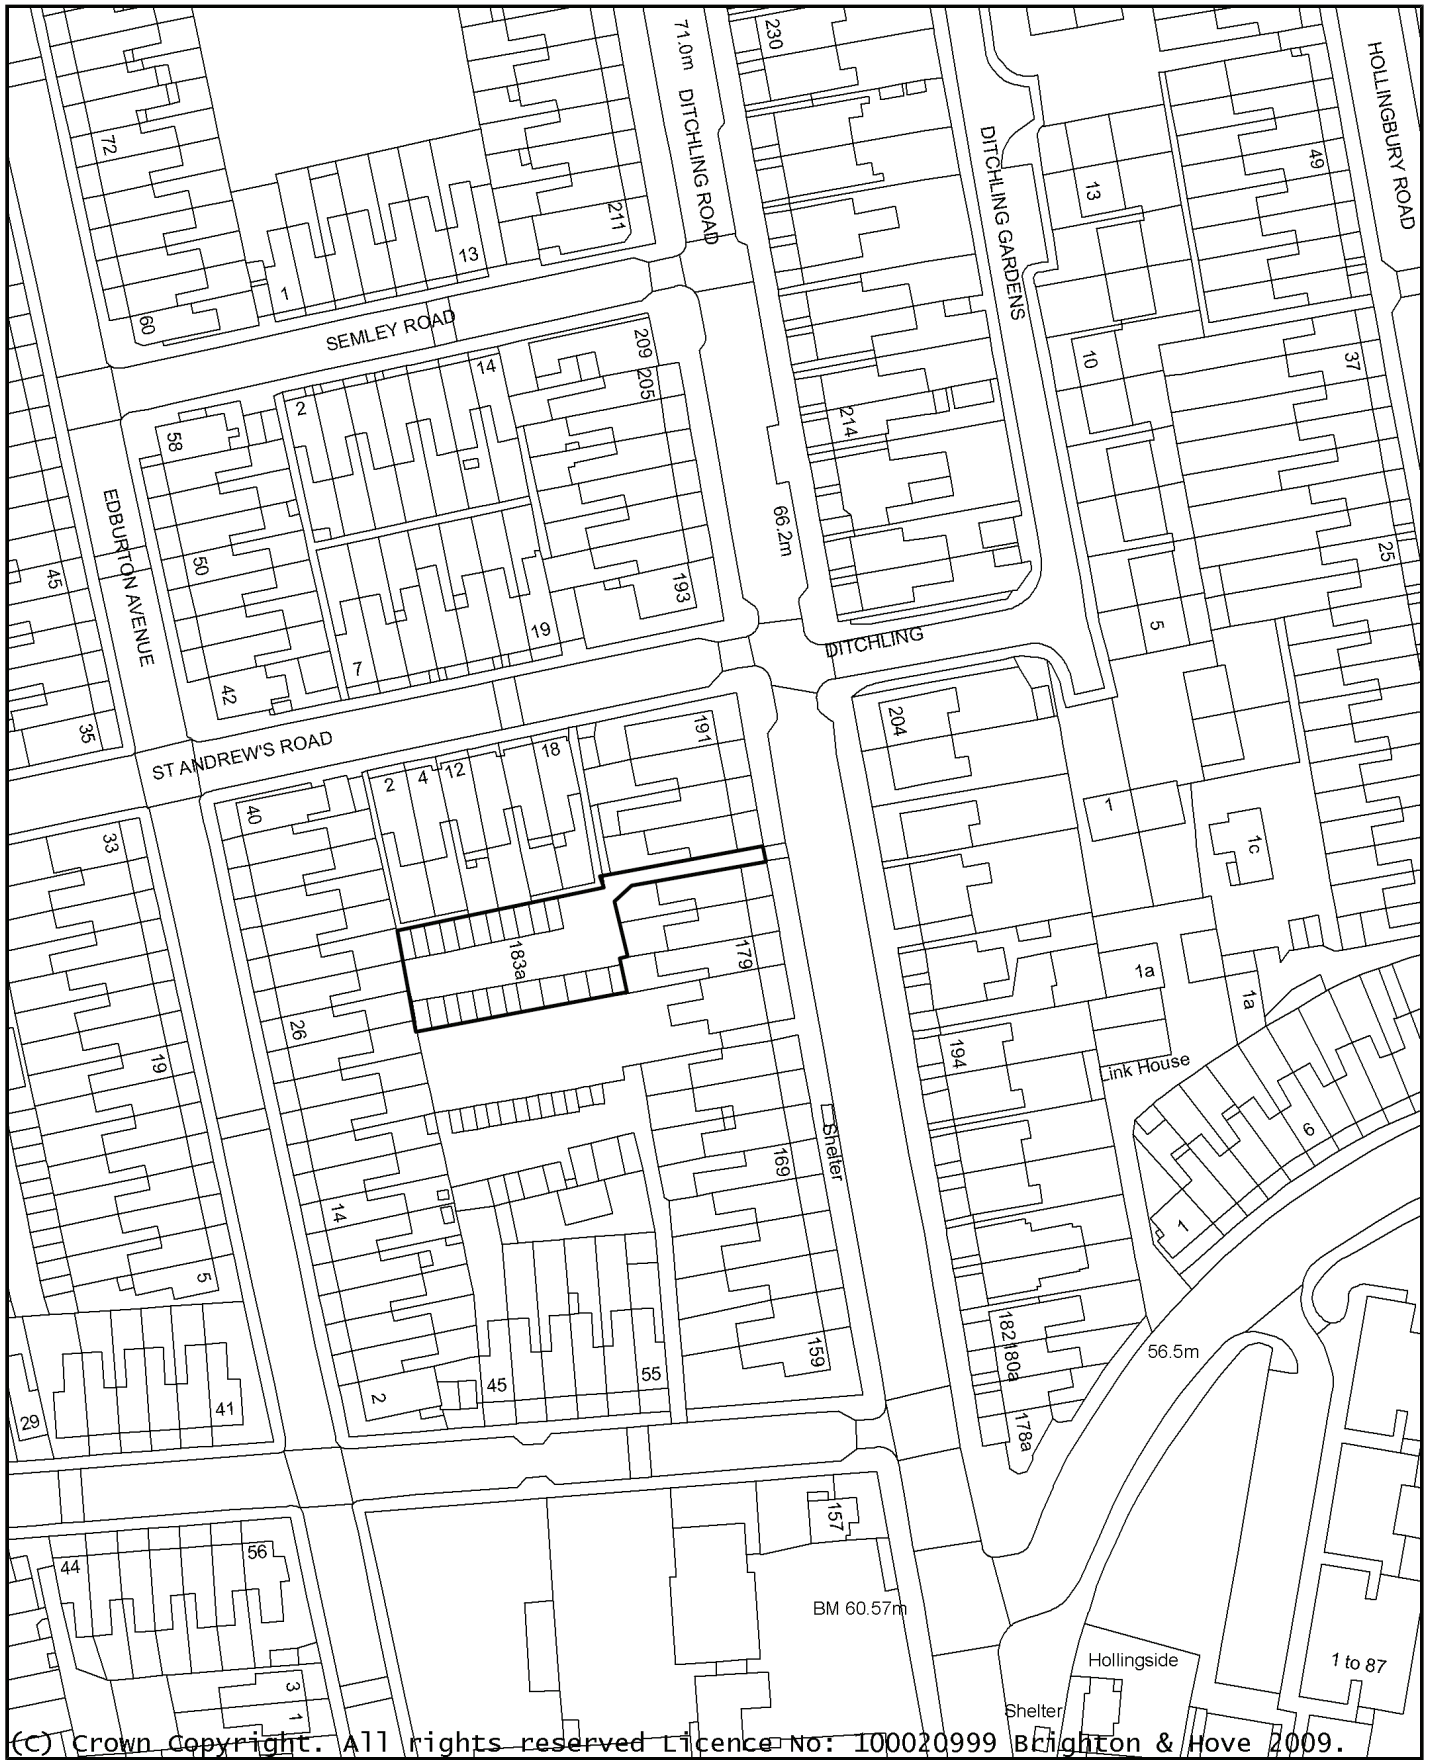 230
71.0m
DITCHLING ROAD
HOLLINGBURY ROAD
72
DITCHLING GARDENS
49
13
211
13
1
60
SEMLEY ROAD
209
205
14
2
10
37
214
58
EDBURTON AVENUE
50
66.2m
25
45
193
19
5
7
DITCHLING
42
35
ST ANDREW'S ROAD
204
191
18
2
4
12
40
1
33
1c
183a
179
1a
1a
26
194
19
Link House
Shelter
6
169
14
1
5
182
180a
159
56.5m
55
45
2
41
29
178a
157
56
44
BM 60.57m
Hollingside
1 to 87
3
1
Shelter
(C) Crown Copyright. All rights reserved Licence No: 100020999 Brighton & Hove 2009.